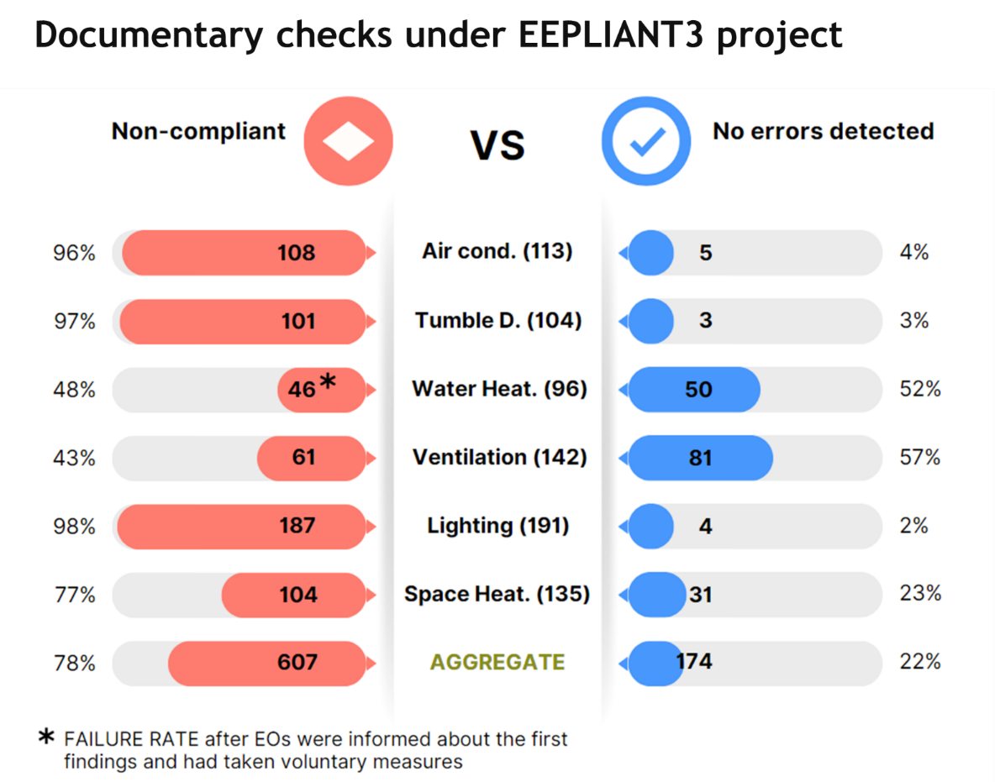 Documentary checks under EEPLIANT3 project
Non-compliant VS No errors detected
96% 108 Air cond. (113) 5 4%
97% 101 Tumble D. (104) 3 3%
48% 46* Water Heat. (96) 50 52%
43% 61 Ventilation (142) 81 57%
98% 187 Lighting (191) 4 2%
77% 104 Space Heat. (135) 31 23%
78% 607 AGGREGATE 174 22%
* FAILURE RATE after EOs were informed about the first
findings and had taken voluntary measures